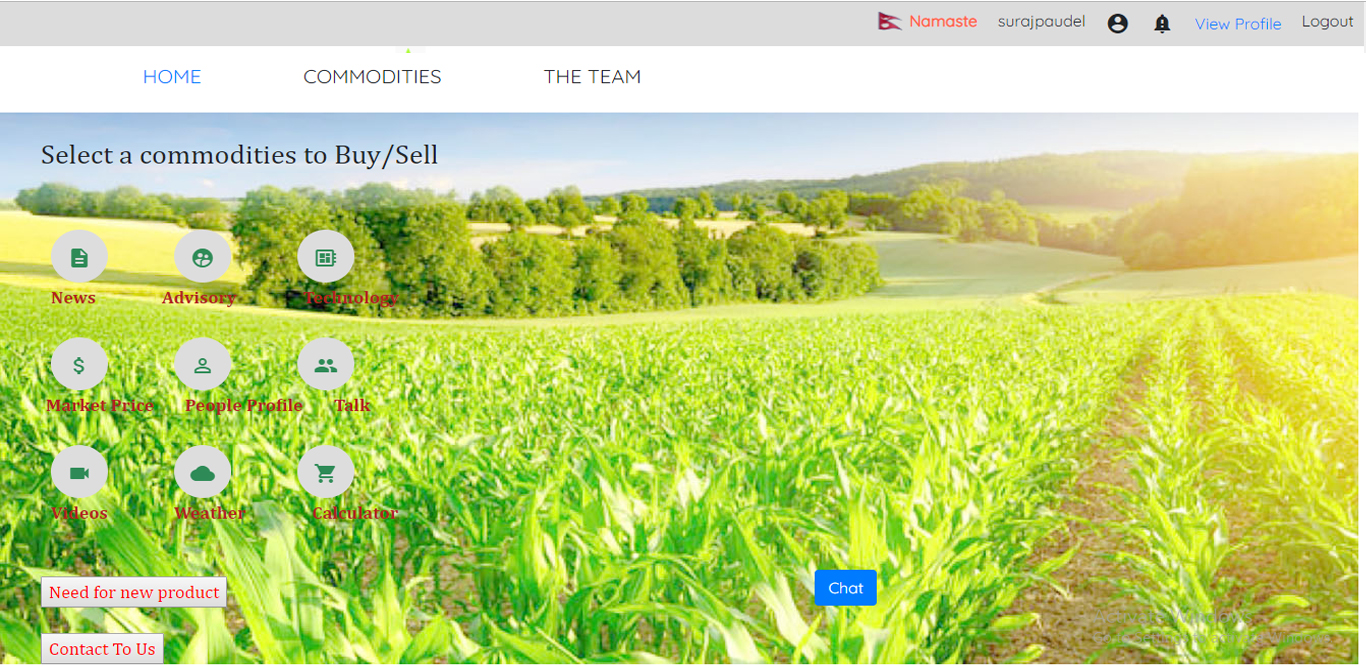 Namaste surajpaudel View Profile Logout
HOME COMMODITIES THE TEAM
Select a commodities to Buy/Sell
News Advisory Technology
Market Price People Profile Talk
Videos Weather Calculator
Need for new product
Chat
Contact To Us